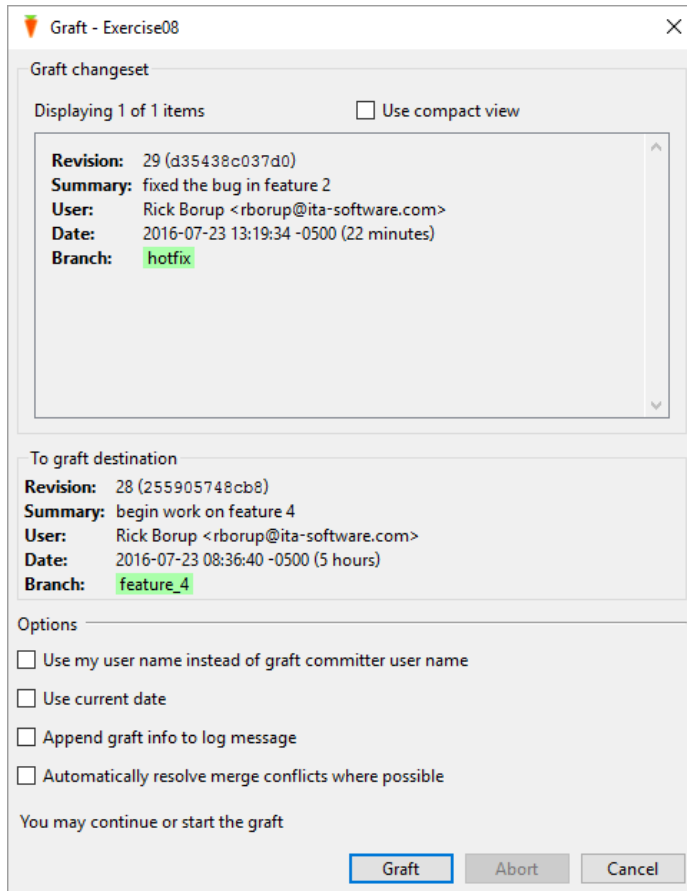 Graft - Exercise08
Graft changeset
Displaying 1 of 1 items Use compact view
Revision: 29 (d35438c037d0)
Summary: fixed the bug in feature 2
User: Rick Borup <rborup@ita-software.com>
Date: 2016-07-23 13:19:34 -0500 (22 minutes)
Branch: hotfix
To graft destination
Revision: 28 (255905748cb8)
Summary: begin work on feature 4
User: Rick Borup <rborup@ita-software.com>
Date: 2016-07-23 08:36:40 -0500 (5 hours)
Branch: feature_4
Options
Use my user name instead of graft committer user name
Use current date
Append graft info to log message
Automatically resolve merge conflicts where possible
You may continue or start the graft
Graft Abort Cancel